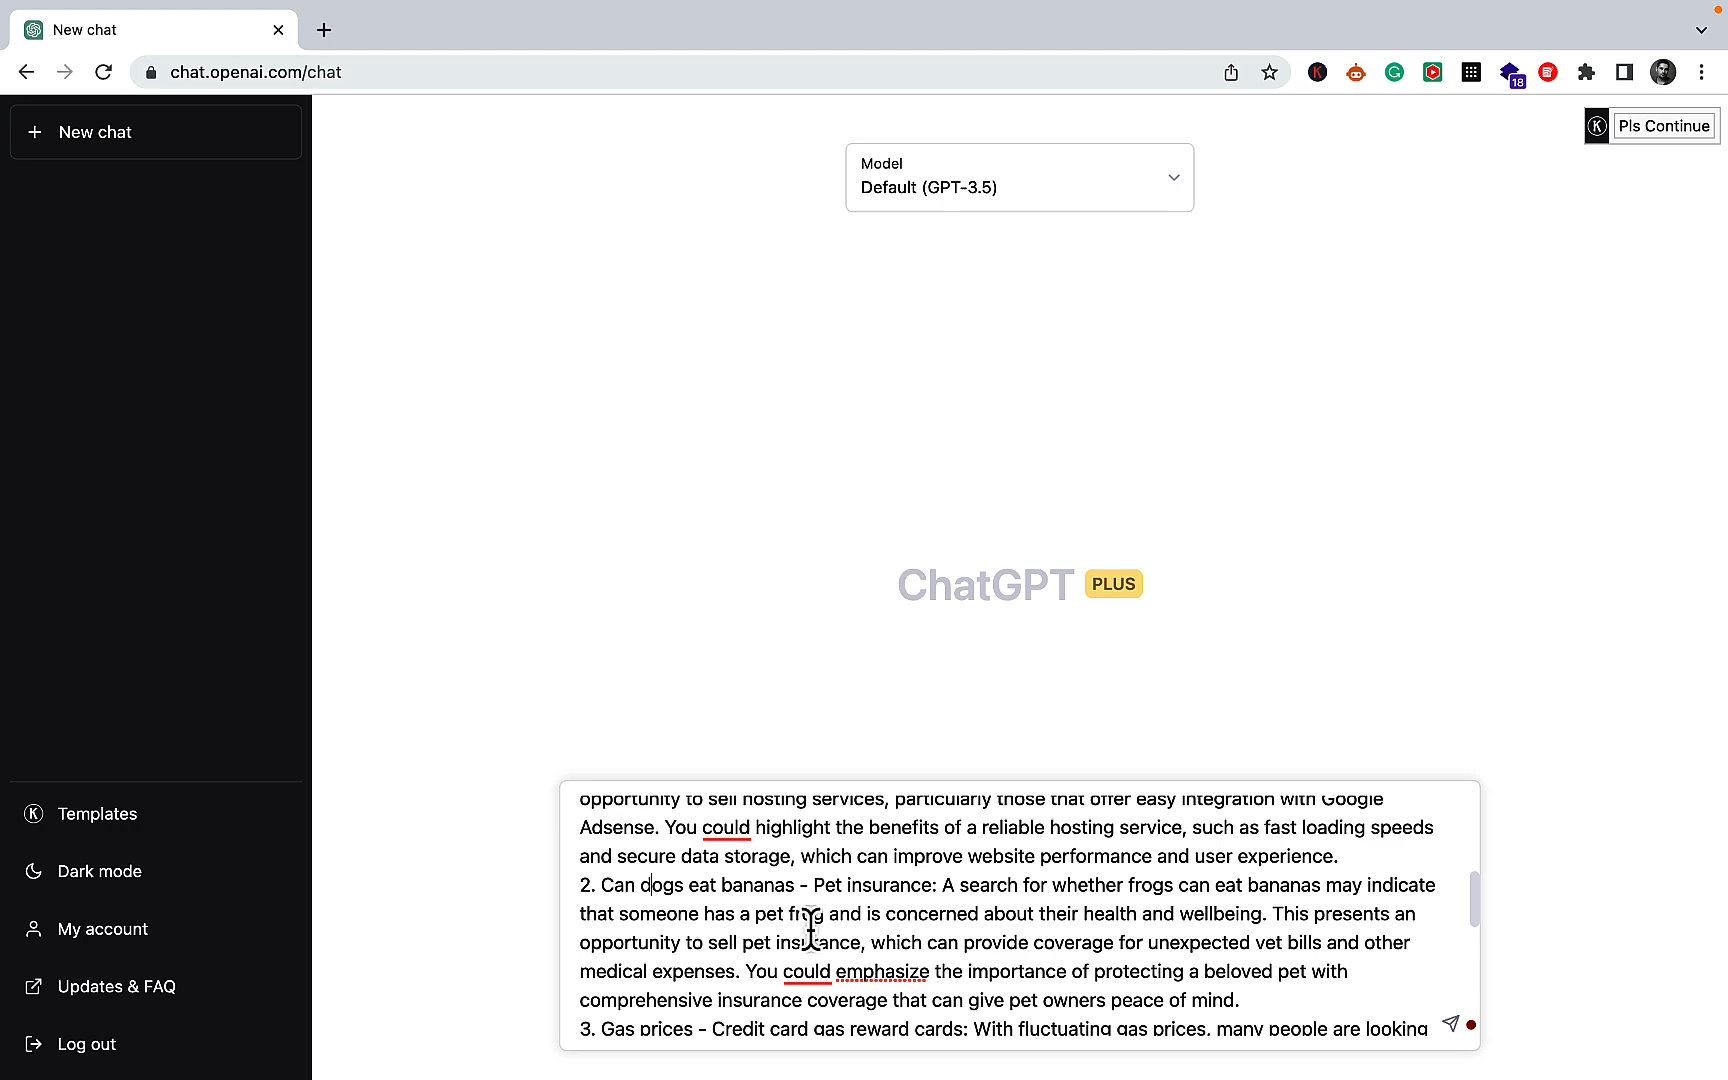 New chat
chat.openai.com/chat
18
New chat
Pls Continue
Model
Default (GPT-3.5)
ChatGPT PLUS
opportunity to sell hosting services, particularly those that offer easy integration with Google
Adsense. You could highlight the benefits of a reliable hosting service, such as fast loading speeds
and secure data storage, which can improve website performance and user experience.
2. Can dogs eat bananas - Pet insurance: A search for whether frogs can eat bananas may indicate
that someone has a pet frog and is concerned about their health and wellbeing. This presents an
opportunity to sell pet insurance, which can provide coverage for unexpected vet bills and other
medical expenses. You could emphasize the importance of protecting a beloved pet with
comprehensive insurance coverage that can give pet owners peace of mind.
3. Gas prices - Credit card gas reward cards: With fluctuating gas prices, many people are looking
Templates
Dark mode
My account
Updates & FAQ
Log out